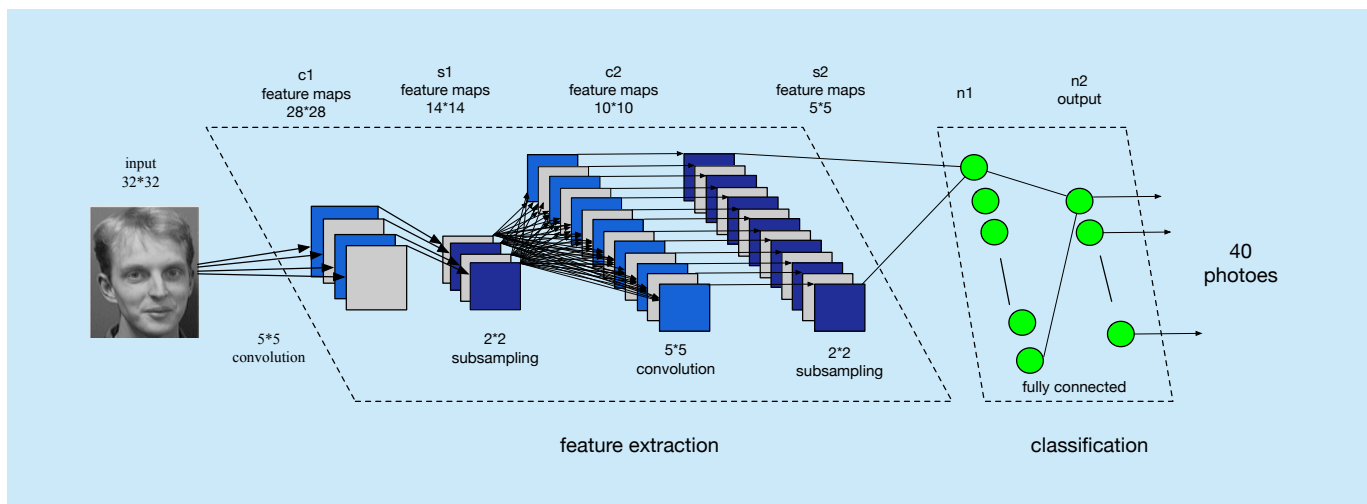 c1
feature maps
28*28
s1
feature maps
14*14
c2
feature maps
10*10
s2
feature maps
5*5
n1
n2
output
input
32*32
40
photoes
5*5
convolution
2*2
subsampling
5*5
convolution
2*2
subsampling
fully connected
feature extraction
classification